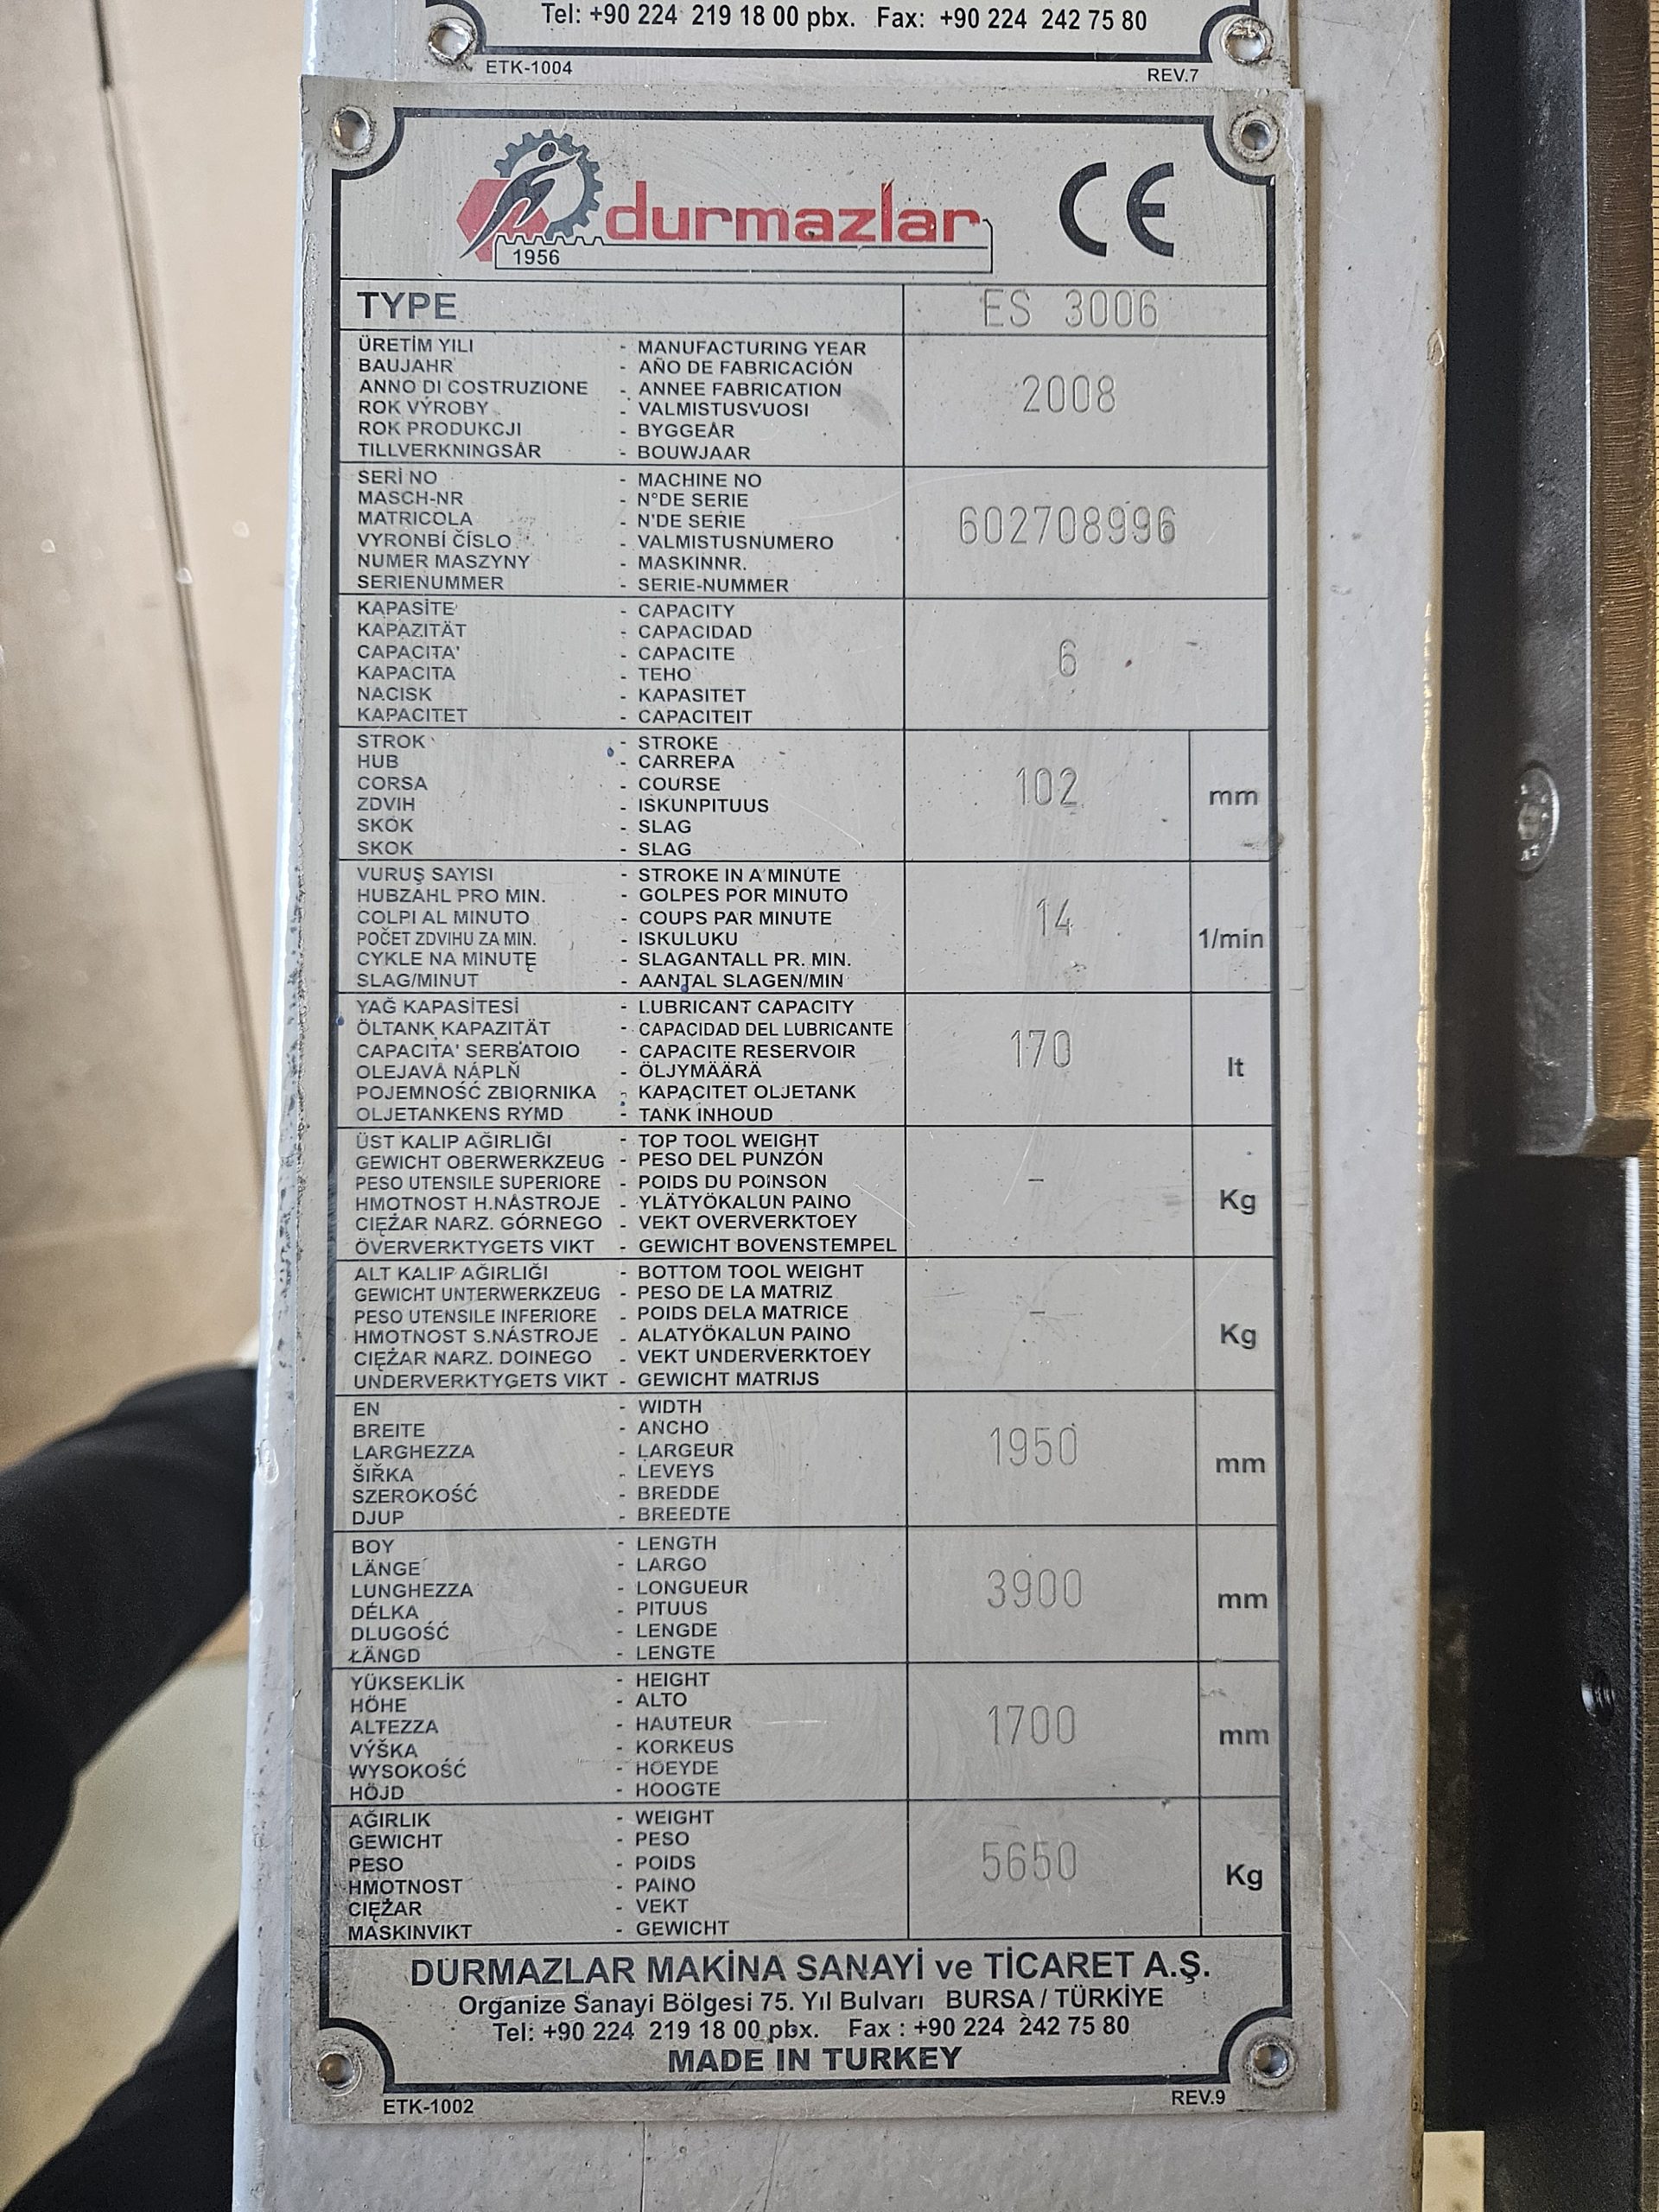 Tel: +90 224 219 18 00 pbx. Fax: +90 224 242 75 80
ETK-1004 REV.7
durmazlar CE
1956
TYPE ES 3006
ÜRETİM YILI - MANUFACTURING YEAR
BAUJAHR - AÑO DE FABRICACIÓN
ANNO DI COSTRUZIONE - ANNEE FABRICATION
ROK VÝROBY - VALMISTUSVUOSI
ROK PRODUKCJI - BYGGEÅR
TILLVERKNINGSÅR - BOUWJAAR
2008
SERİ NO - MACHINE NO
MASCH-NR - N°DE SERIE
MATRICOLA - N'DE SERIE
VYRONBÍ ČÍSLO - VALMISTUSNUMERO
NUMER MASZYNY - MASKINNR.
SERIENUMMER - SERIE-NUMMER
602708996
KAPASİTE - CAPACITY
KAPAZITÄT - CAPACIDAD
CAPACITA' - CAPACITE
KAPACITA - TEHO
NACISK - KAPASITET
KAPACITET - CAPACITEIT
6
STROK - STROKE
HUB - CARRERA
CORSA - COURSE
ZDVIH - ISKUNPITUUS
SKOK - SLAG
SKOK - SLAG
102 mm
VURUŞ SAYISI - STROKE IN A MINUTE
HUBZAHL PRO MIN. - GOLPES POR MINUTO
COLPI AL MINUTO - COUPS PAR MINUTE
POČET ZDVIHU ZA MIN. - ISKULUKU
CYKLE NA MINUTĘ - SLAGANTALL PR. MIN.
SLAG/MINUT - AANTAL SLAGEN/MIN
14 1/min
YAĞ KAPASİTESİ - LUBRICANT CAPACITY
ÖLTANK KAPAZITÄT - CAPACIDAD DEL LUBRICANTE
CAPACITA' SERBATOIO - CAPACITE RESERVOIR
OLEJAVÁ NÁPLŇ - ÖLJYMÄÄRÄ
POJEMNOŚĆ ZBIORNIKA - KAPACITET OLJETANK
OLJETANKENS RYMD - TANK INHOUD
170 lt
ÜST KALIP AĞIRLIĞI - TOP TOOL WEIGHT
GEWICHT OBERWERKZEUG - PESO DEL PUNZÓN
PESO UTENSILE SUPERIORE - POIDS DU POINSON
HMOTNOST H.NÁSTROJE - YLÄTYÖKALUN PAINO
CIĘŻAR NARZ. GÓRNEGO - VEKT OVERVERKTOEY
ÖVERVERKTYGETS VIKT - GEWICHT BOVENSTEMPEL
- Kg
ALT KALIP AĞIRLIĞI - BOTTOM TOOL WEIGHT
GEWICHT UNTERWERKZEUG - PESO DE LA MATRIZ
PESO UTENSILE INFERIORE - POIDS DELA MATRICE
HMOTNOST S.NÁSTROJE - ALATYÖKALUN PAINO
CIĘŻAR NARZ. DOINEGO - VEKT UNDERVERKTOEY
UNDERVERKTYGETS VIKT - GEWICHT MATRIJS
- Kg
EN - WIDTH
BREITE - ANCHO
LARGHEZZA - LARGEUR
ŠIŘKA - LEVEYS
SZEROKOŚĆ - BREDDE
DJUP - BREEDTE
1950 mm
BOY - LENGTH
LÄNGE - LARGO
LUNGHEZZA - LONGUEUR
DÉLKA - PITUUS
DLUGOŚĆ - LENGDE
ŁÄNGD - LENGTE
3900 mm
YÜKSEKLİK - HEIGHT
HÖHE - ALTO
ALTEZZA - HAUTEUR
VÝŠKA - KORKEUS
WYSOKOŚĆ - HOEYDE
HÖJD - HOOGTE
1700 mm
AĞIRLIK - WEIGHT
GEWICHT - PESO
PESO - POIDS
HMOTNOST - PAINO
CIĘŻAR - VEKT
MASKINVIKT - GEWICHT
5650 Kg
DURMAZLAR MAKİNA SANAYİ ve TİCARET A.Ş.
Organize Sanayi Bölgesi 75. Yıl Bulvarı BURSA / TÜRKİYE
Tel: +90 224 219 18 00 pbx. Fax : +90 224 242 75 80
MADE IN TURKEY
ETK-1002 REV.9